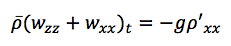 ρ̄(w_zz + w_xx)_t = −gρ′_xx